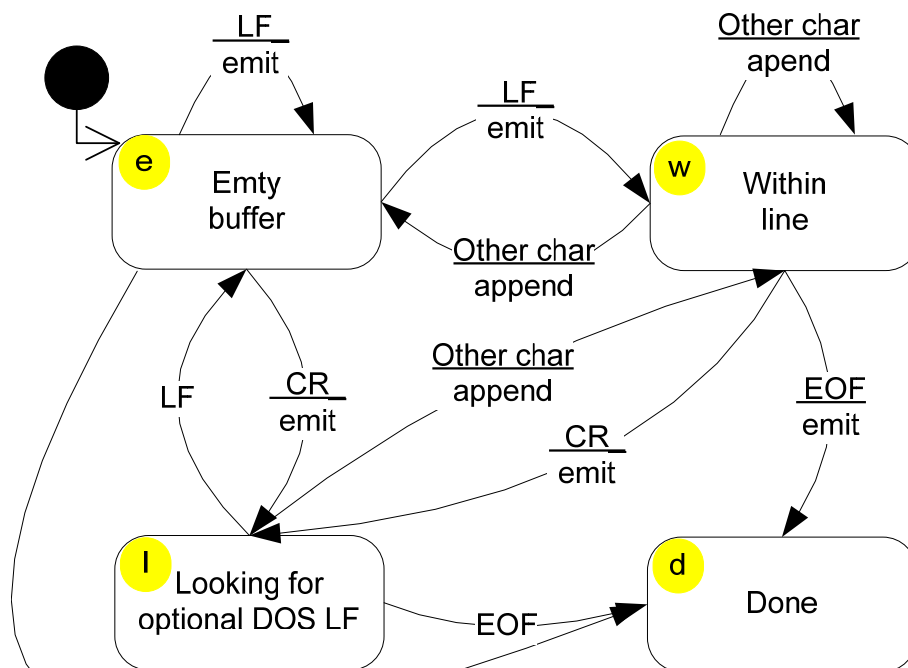 LF
emit
Other char
apend
LF
emit
e
Emty
buffer
w
Within
line
Other char
append
Other char
append
LF
CR
emit
EOF
emit
CR
emit
l
Looking for
optional DOS LF
EOF
d
Done